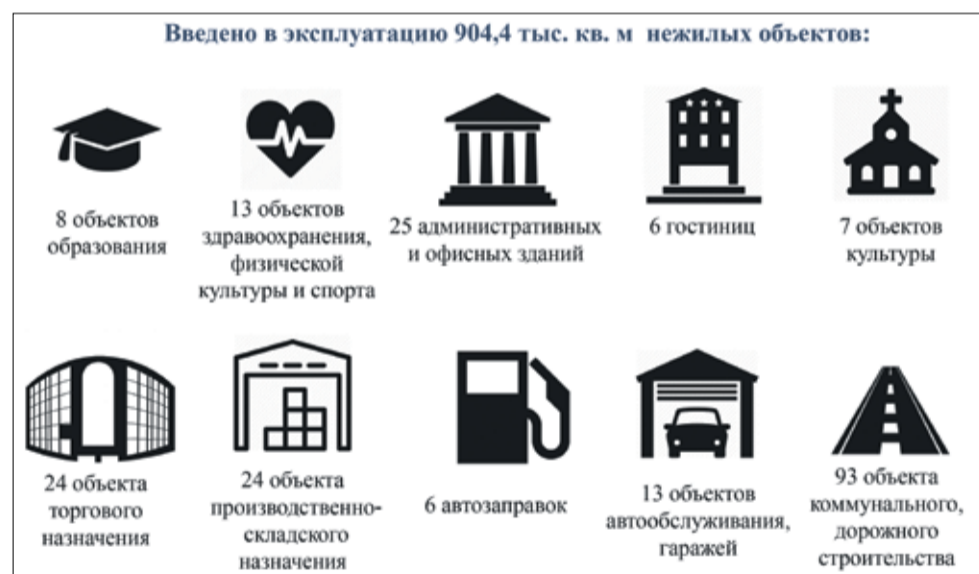 Введено в эксплуатацию 904,4 тыс. кв. м нежилых объектов:
8 объектов
образования
13 объектов
здравоохранения,
физической
культуры и спорта
25 административных
и офисных зданий
6 гостиниц
7 объектов
культуры
24 объекта
торгового
назначения
24 объекта
производственно-
складского
назначения
6 автозаправок
13 объектов
автообслуживания,
гаражей
93 объекта
коммунального,
дорожного
строительства